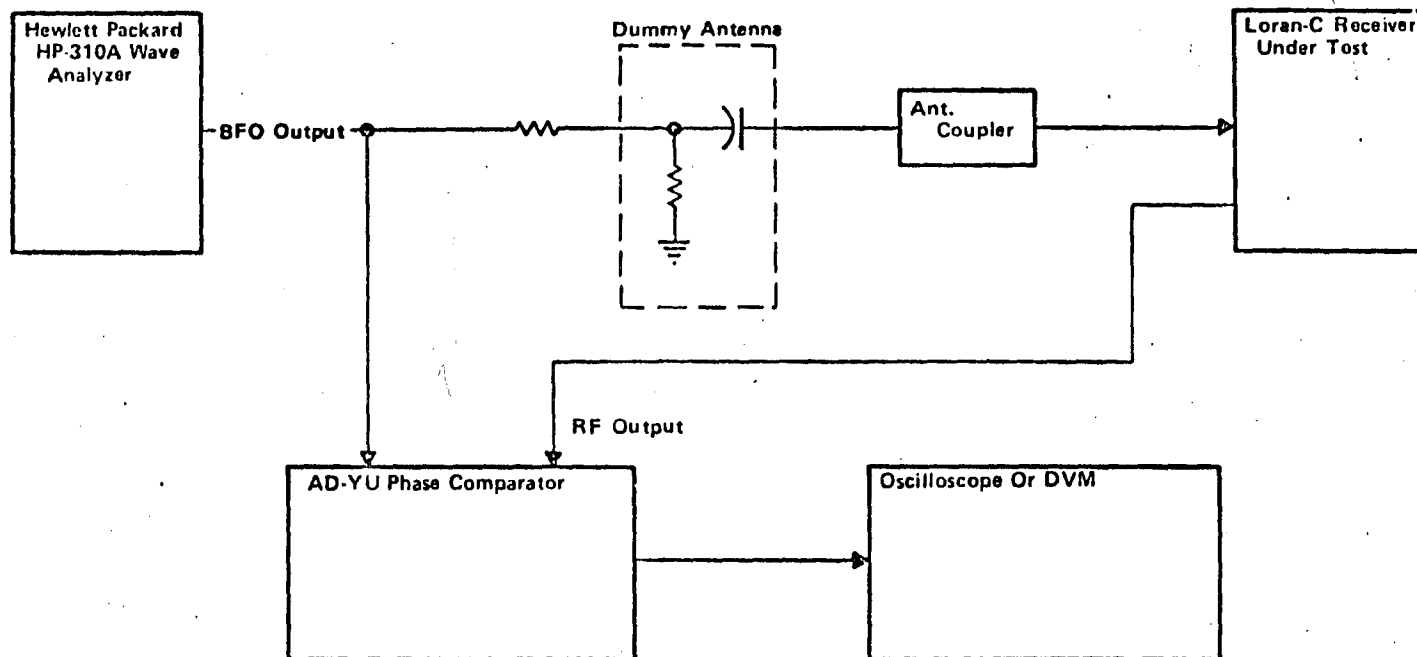 Hewlett Packard
HP-310A Wave
Analyzer
BFO Output
Dummy Antenna
Ant.
Coupler
Loran-C Receiver
Under Test
RF Output
AD-YU Phase Comparator
Oscilloscope Or DVM